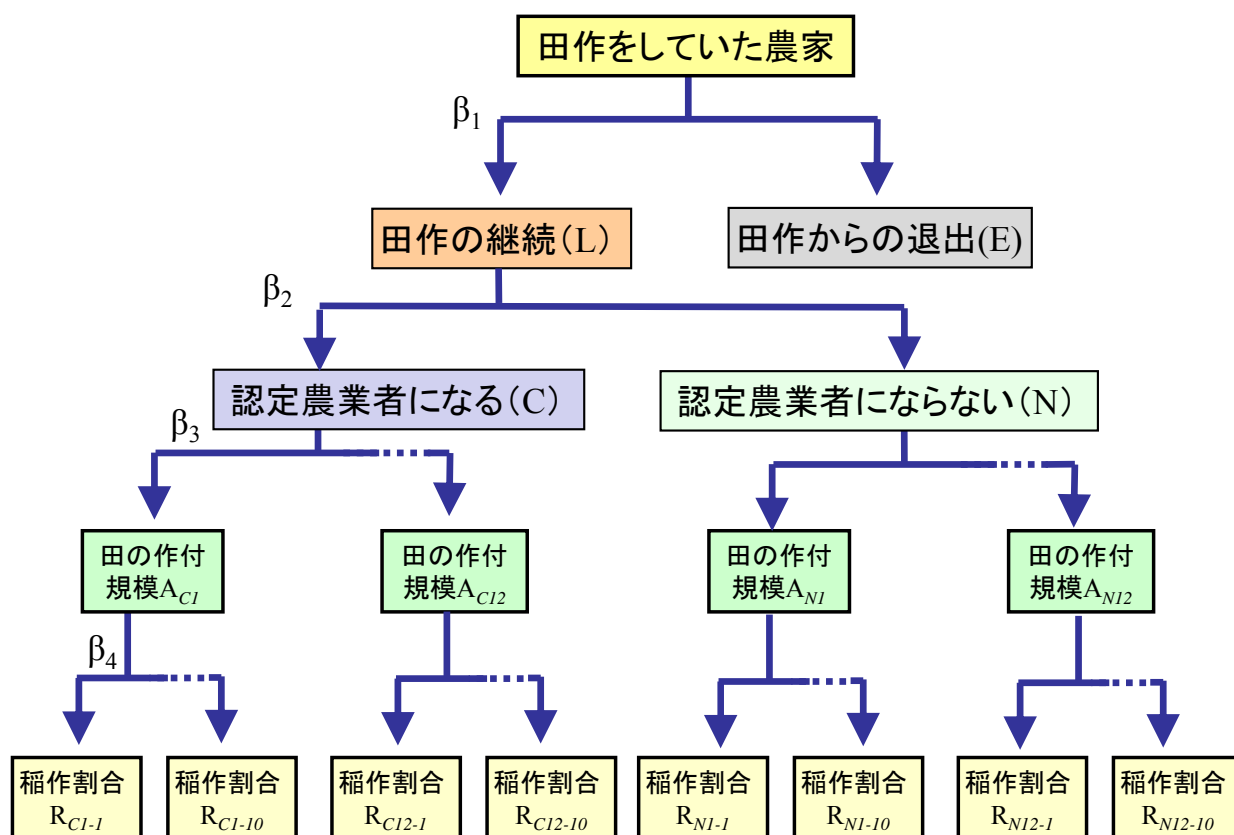 田作をしていた農家
β1
田作の継続(L)
田作からの退出(E)
β2
認定農業者になる(C)
認定農業者にならない(N)
β3
田の作付
規模AC1
田の作付
規模AC12
田の作付
規模AN1
田の作付
規模AN12
β4
稲作割合
RC1-1
稲作割合
RC1-10
稲作割合
RC12-1
稲作割合
RC12-10
稲作割合
RN1-1
稲作割合
RN1-10
稲作割合
RN12-1
稲作割合
RN12-10